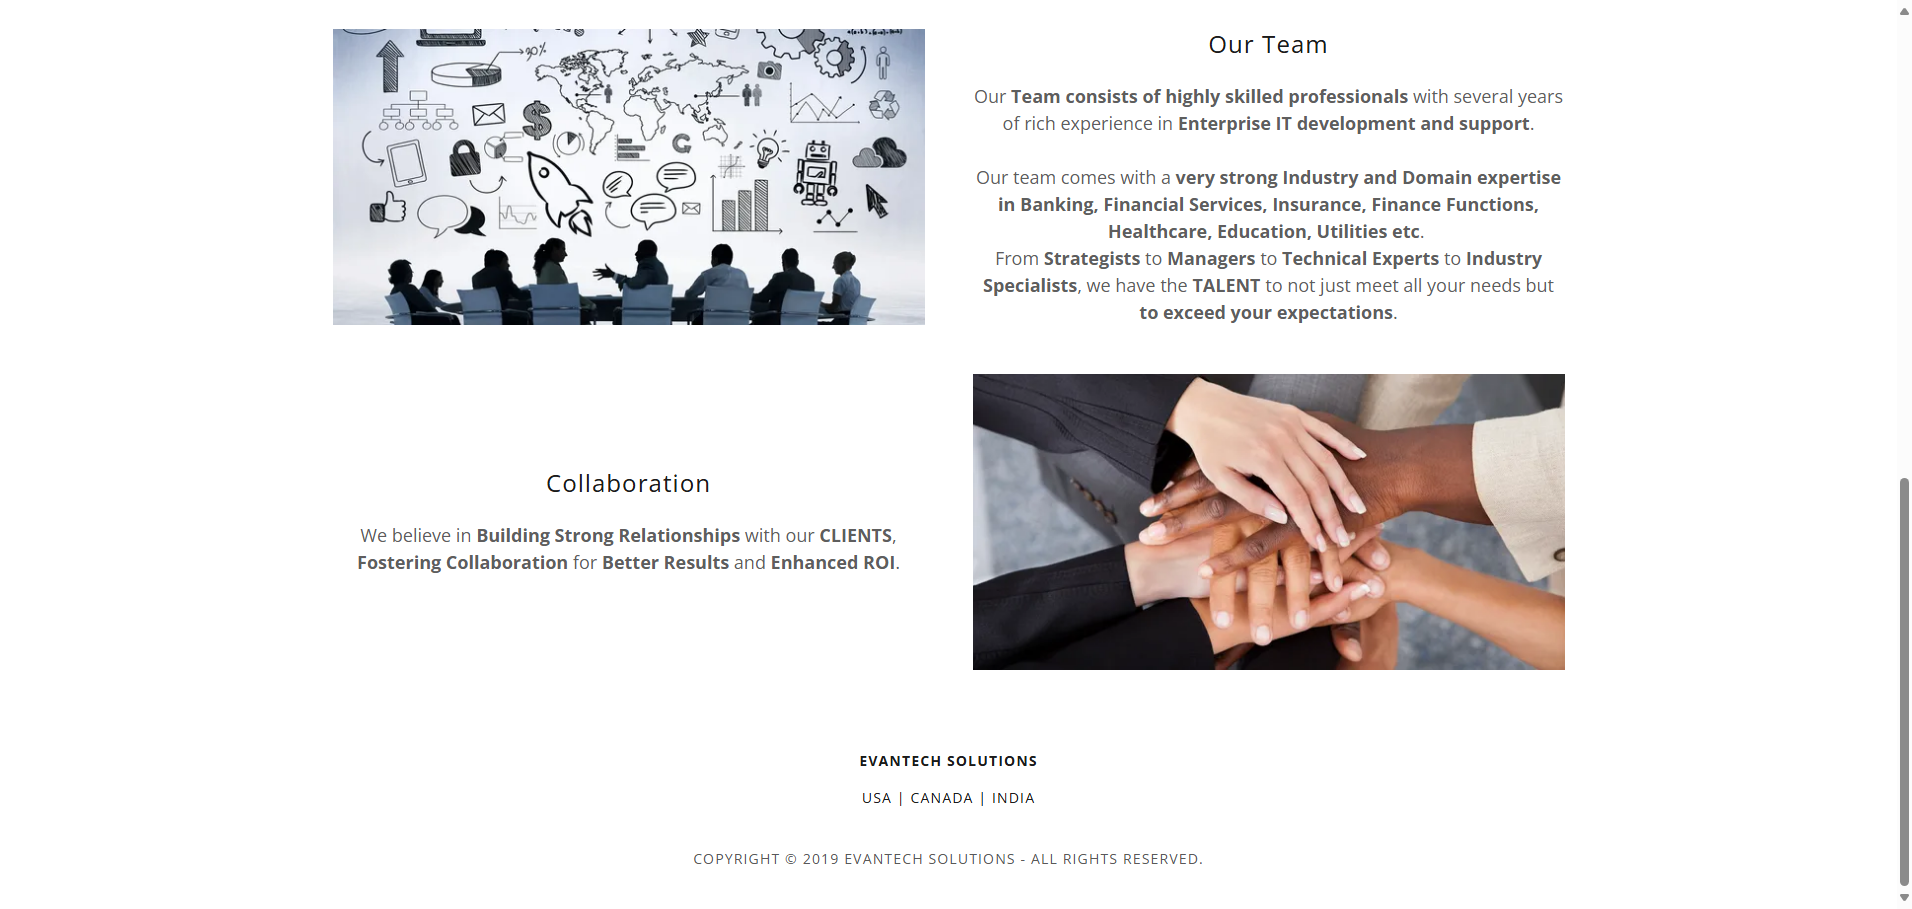 30%
Our Team
Our Team consists of highly skilled professionals with several years
of rich experience in Enterprise IT development and support.
Our team comes with a very strong Industry and Domain expertise
in Banking, Financial Services, Insurance, Finance Functions,
Healthcare, Education, Utilities etc.
From Strategists to Managers to Technical Experts to Industry
Specialists, we have the TALENT to not just meet all your needs but
to exceed your expectations.
Collaboration
We believe in Building Strong Relationships with our CLIENTS,
Fostering Collaboration for Better Results and Enhanced ROI.
EVANTECH SOLUTIONS
USA | CANADA | INDIA
COPYRIGHT © 2019 EVANTECH SOLUTIONS - ALL RIGHTS RESERVED.